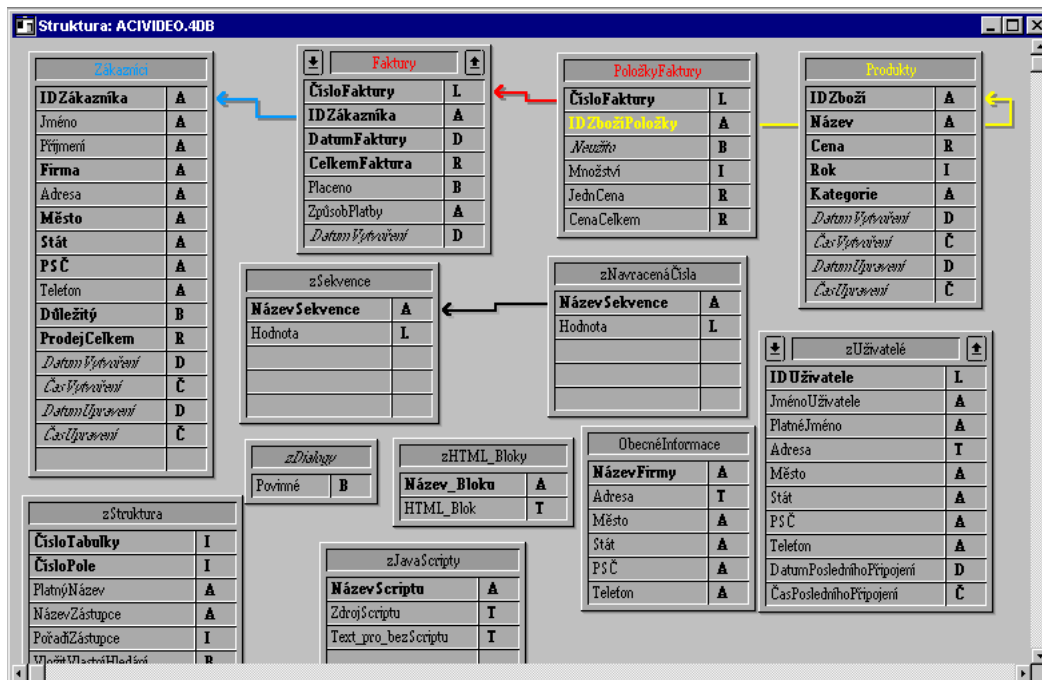 Struktura: ACIVIDEO.4DB
Zákazníci
IDZákazníka A
Jméno A
Příjmení A
Firma A
Adresa A
Město A
Stát A
PSČ A
Telefon A
Důležitý B
ProdejCelkem R
DatumVytvoření D
ČasVytvoření Č
DatumUpravení D
ČasUpravení Č
Faktury
ČísloFaktury L
IDZákazníka A
DatumFaktury D
CelkemFaktura R
Placeno B
ZpůsobPlatby A
DatumVytvoření D
PoložkyFaktury
ČísloFaktury L
IDZbožíPoložky A
Neužito B
Množství I
JednCena R
CenaCelkem R
Produkty
IDZboží A
Název A
Cena R
Rok I
Kategorie A
DatumVytvoření D
ČasVytvoření Č
DatumUpravení D
ČasUpravení Č
zSekvence
NázevSekvence A
Hodnota L
zNavracenáČísla
NázevSekvence A
Hodnota L
zUživatelé
IDUživatele L
JménoUživatele A
PlatnéJméno A
Adresa T
Město A
Stát A
PSČ A
Telefon A
DatumPosledníhoPřipojení D
ČasPosledníhoPřipojení Č
zDialogy
Povinné B
zHTML_Bloky
Název_Bloku A
HTML_Blok T
ObecnéInformace
NázevFirmy A
Adresa T
Město A
Stát A
PSČ A
Telefon A
zStruktura
ČísloTabulky I
ČísloPole I
PlatnýNázev A
NázevZástupce A
PořadíZástupce I
VložitVlastníHledání B
zJavaScripty
NázevScriptu A
ZdrojScriptu T
Text_pro_bezScriptu T